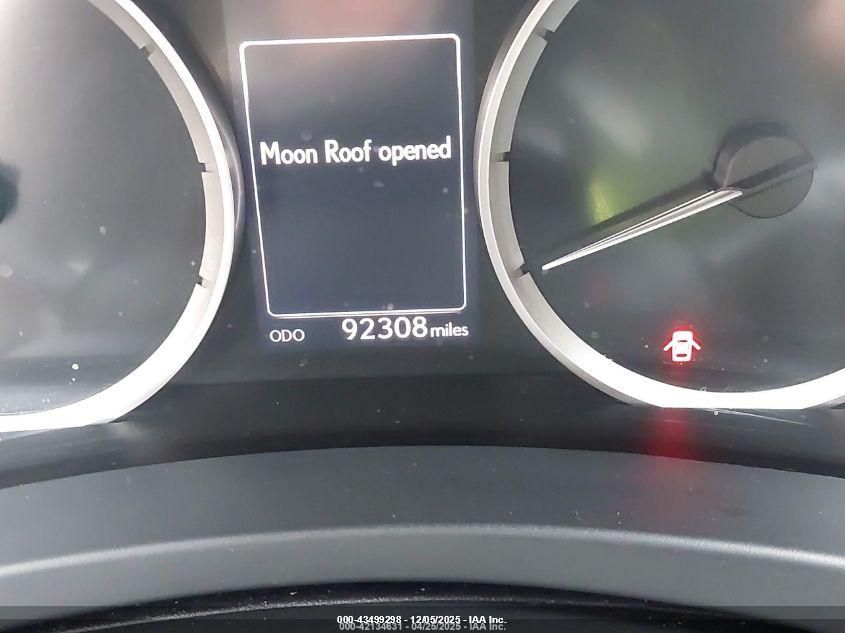 Moon Roof opened
ODO 92308 miles
000-43499298 - 12/05/2025 - IAA Inc.
000-42134631 - 04/25/2025 - IAA Inc.